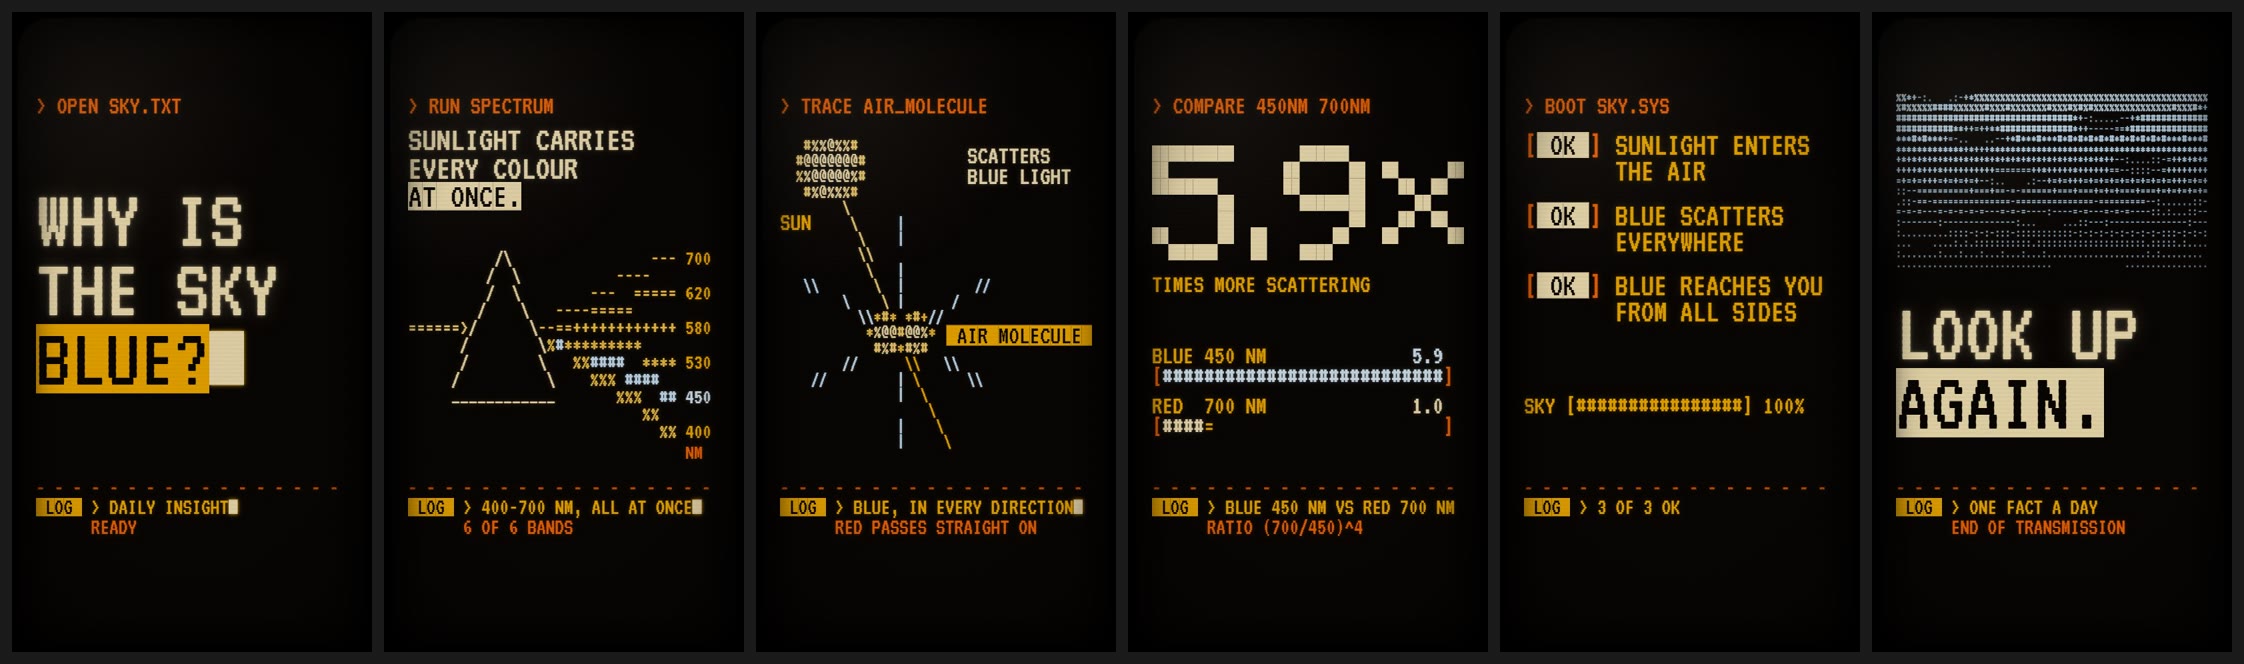 > OPEN SKY.TXT
WHY IS
THE SKY
BLUE?
LOG > DAILY INSIGHT
READY
> RUN SPECTRUM
SUNLIGHT CARRIES
EVERY COLOUR
AT ONCE.
700
620
580
530
450
400
NM
LOG > 400-700 NM, ALL AT ONCE
6 OF 6 BANDS
> TRACE AIR_MOLECULE
SCATTERS
BLUE LIGHT
SUN
AIR MOLECULE
LOG > BLUE, IN EVERY DIRECTION
RED PASSES STRAIGHT ON
> COMPARE 450NM 700NM
5.9x
TIMES MORE SCATTERING
BLUE 450 NM 5.9
RED 700 NM 1.0
LOG > BLUE 450 NM VS RED 700 NM
RATIO (700/450)^4
> BOOT SKY.SYS
[ OK ] SUNLIGHT ENTERS
THE AIR
[ OK ] BLUE SCATTERS
EVERYWHERE
[ OK ] BLUE REACHES YOU
FROM ALL SIDES
SKY [################] 100%
LOG > 3 OF 3 OK
LOOK UP
AGAIN.
LOG > ONE FACT A DAY
END OF TRANSMISSION